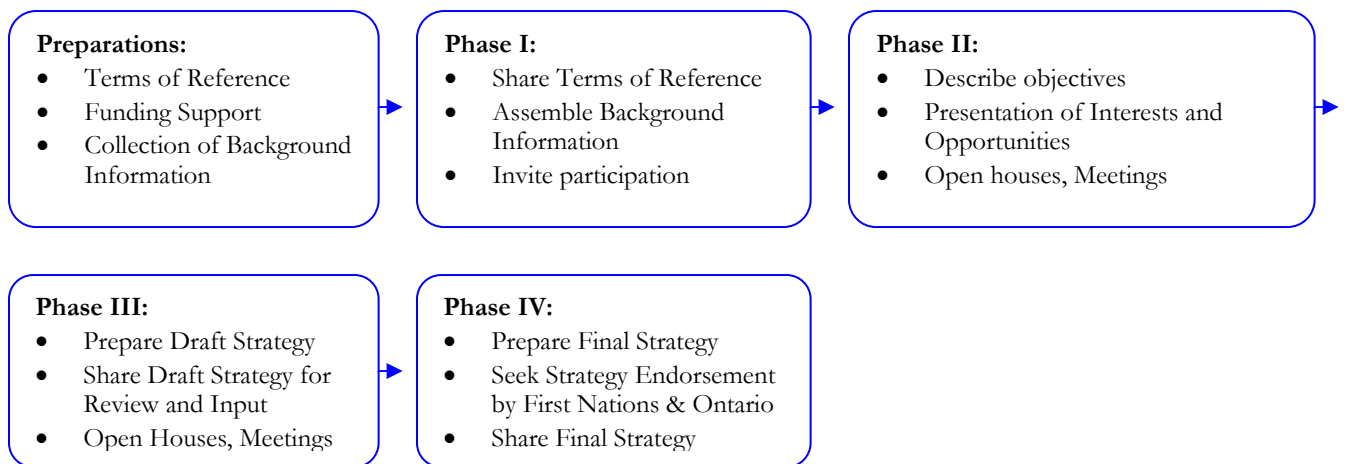 Preparations:
• Terms of Reference
• Funding Support
• Collection of Background
Information
Phase I:
• Share Terms of Reference
• Assemble Background
Information
• Invite participation
Phase II:
• Describe objectives
• Presentation of Interests and
Opportunities
• Open houses, Meetings
Phase III:
• Prepare Draft Strategy
• Share Draft Strategy for
Review and Input
• Open Houses, Meetings
Phase IV:
• Prepare Final Strategy
• Seek Strategy Endorsement
by First Nations & Ontario
• Share Final Strategy